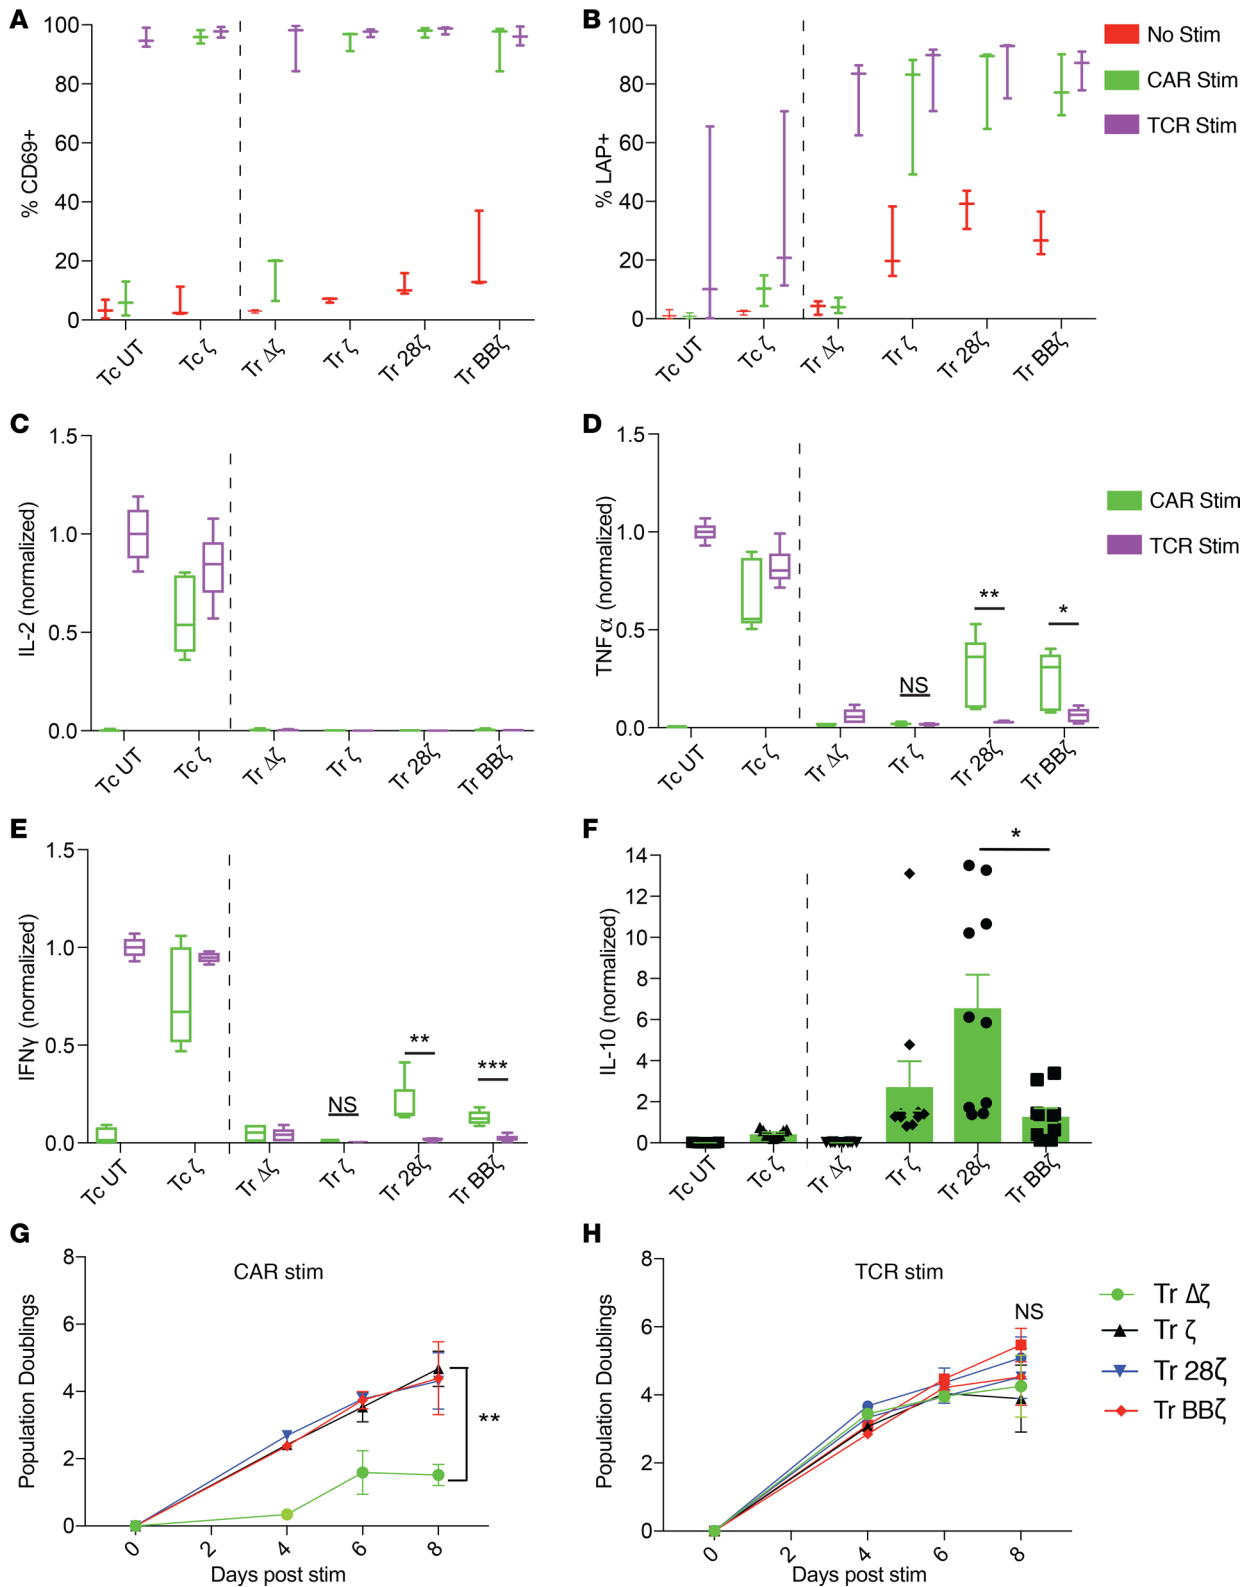 A
100
80
60
40
20
0
% CD69+
Tc UT
Tc ζ
Tr Δζ
Tr ζ
Tr 28ζ
Tr BBζ
B
100
80
60
40
20
0
% LAP+
Tc UT
Tc ζ
Tr Δζ
Tr ζ
Tr 28ζ
Tr BBζ
No Stim
CAR Stim
TCR Stim
C
1.5
1.0
0.5
0.0
IL-2 (normalized)
Tc UT
Tc ζ
Tr Δζ
Tr ζ
Tr 28ζ
Tr BBζ
D
1.5
1.0
0.5
0.0
TNF α (normalized)
NS
**
*
Tc UT
Tc ζ
Tr Δζ
Tr ζ
Tr 28ζ
Tr BBζ
CAR Stim
TCR Stim
E
1.5
1.0
0.5
0.0
IFNγ (normalized)
NS
**
***
Tc UT
Tc ζ
Tr Δζ
Tr ζ
Tr 28ζ
Tr BBζ
F
14
12
10
8
6
4
2
0
IL-10 (normalized)
*
Tc UT
Tc ζ
Tr Δζ
Tr ζ
Tr 28ζ
Tr BBζ
G
CAR stim
8
6
4
2
0
Population Doublings
**
0
2
4
6
8
Days post stim
H
TCR stim
8
6
4
2
0
Population Doublings
NS
0
2
4
6
8
Days post stim
Tr Δζ
Tr ζ
Tr 28ζ
Tr BBζ